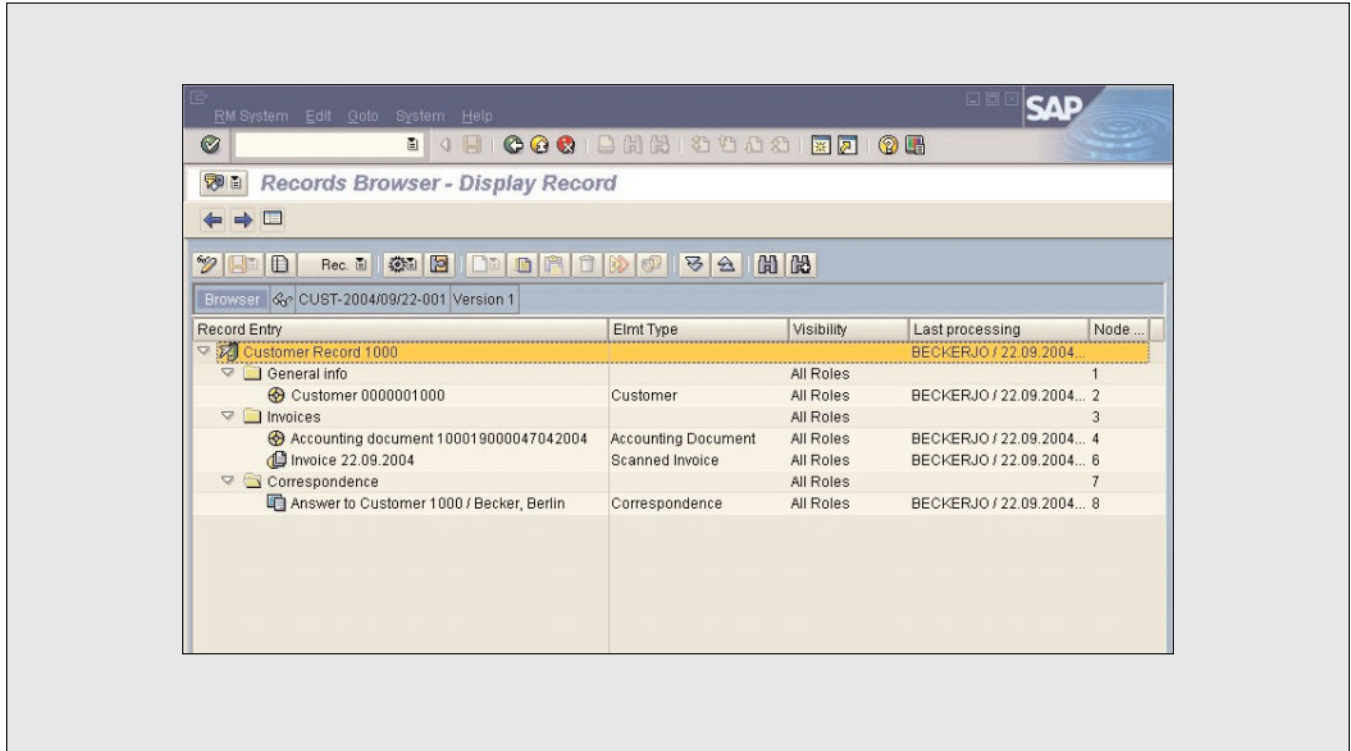 SAP
RM System Edit Goto System Help
Records Browser - Display Record
Rec.
Browser CUST-2004/09/22-001 Version 1
Record Entry Elmt Type Visibility Last processing Node ...
Customer Record 1000 BECKERJO / 22.09.2004...
General info All Roles 1
Customer 0000001000 Customer All Roles BECKERJO / 22.09.2004... 2
Invoices All Roles 3
Accounting document 100019000047042004 Accounting Document All Roles BECKERJO / 22.09.2004... 4
Invoice 22.09.2004 Scanned Invoice All Roles BECKERJO / 22.09.2004... 6
Correspondence All Roles 7
Answer to Customer 1000 / Becker, Berlin Correspondence All Roles BECKERJO / 22.09.2004... 8